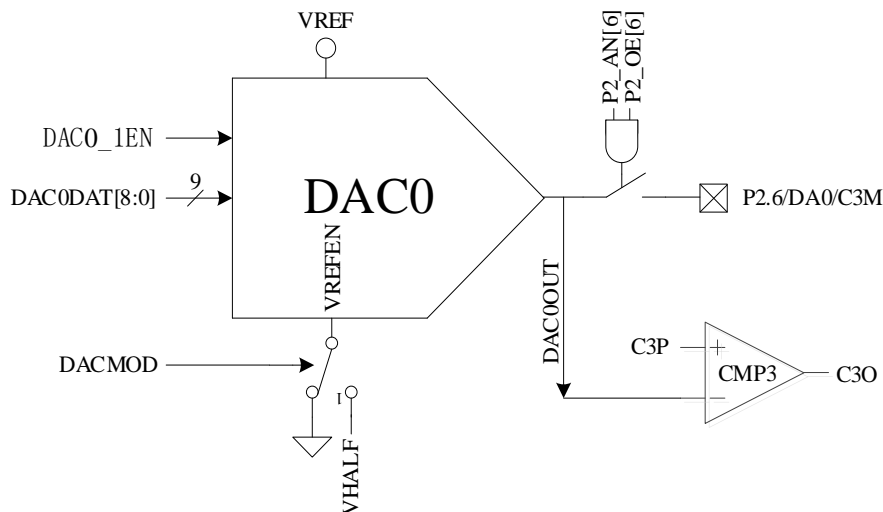 VREF
P2_AN[6]
P2_OE[6]
DAC0_1EN
9
DAC0DAT[8:0]
DAC0
P2.6/DA0/C3M
VREFEN
DAC0OUT
DACMOD
C3P
+
CMP3
C3O
1
VHALF